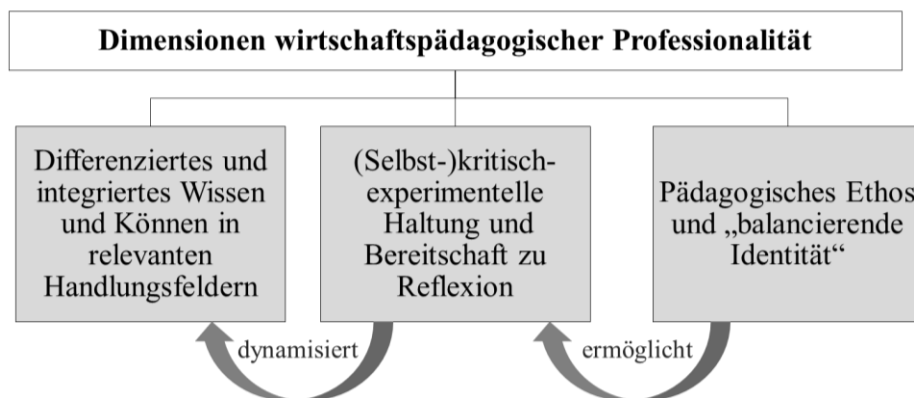 Dimensionen wirtschaftspädagogischer Professionalität
Differenziertes und
integriertes Wissen
und Können in
relevanten
Handlungsfeldern
(Selbst-)kritisch-
experimentelle
Haltung und
Bereitschaft zu
Reflexion
Pädagogisches Ethos
und „balancierende
Identität“
dynamisiert
ermöglicht